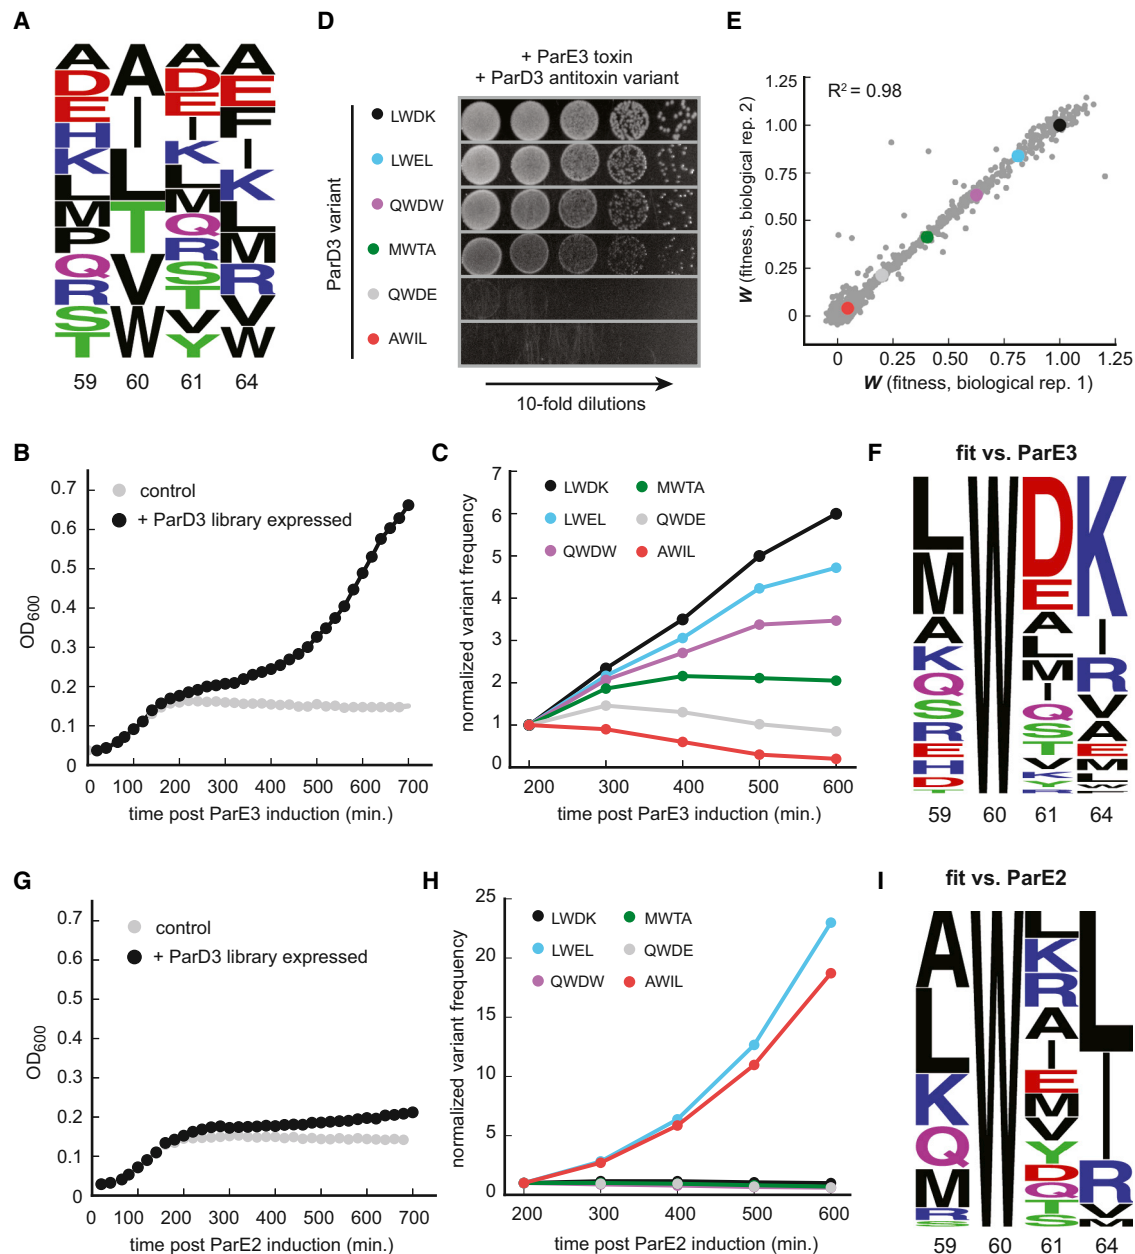 A
A A A
D A D E
E E F
H I I I
K K K
L L L L
M M M
P T Q R
Q R
R V S V
S T
T W V W
Y
59 60 61 64
D
+ ParE3 toxin
+ ParD3 antitoxin variant
ParD3 variant
LWDK
LWEL
QWDW
MWTA
QWDE
AWIL
10-fold dilutions
E
R² = 0.98
W (fitness, biological rep. 2)
1.25
1.00
0.75
0.50
0.25
0
0 0.25 0.50 0.75 1.00 1.25
W (fitness, biological rep. 1)
B
control
+ ParD3 library expressed
OD600
0.7
0.6
0.5
0.4
0.3
0.2
0.1
0
0 100 200 300 400 500 600 700
time post ParE3 induction (min.)
C
normalized variant frequency
7
6
5
4
3
2
1
0
LWDK MWTA
LWEL QWDE
QWDW AWIL
200 300 400 500 600
time post ParE3 induction (min.)
F
fit vs. ParE3
L W D K
M E I
A A R
K L V
Q M A
S I E
R Q M
E S L
H T W
D V
K
Y
59 60 61 64
G
control
+ ParD3 library expressed
OD600
0.7
0.6
0.5
0.4
0.3
0.2
0.1
0
0 100 200 300 400 500 600 700
time post ParE2 induction (min.)
H
normalized variant frequency
25
20
15
10
5
0
LWDK MWTA
LWEL QWDE
QWDW AWIL
200 300 400 500 600
time post ParE2 induction (min.)
I
fit vs. ParE2
A W L L
L K I
K R R
Q A M
M I
R E
S M
V
Y
D
Q
T
S
59 60 61 64